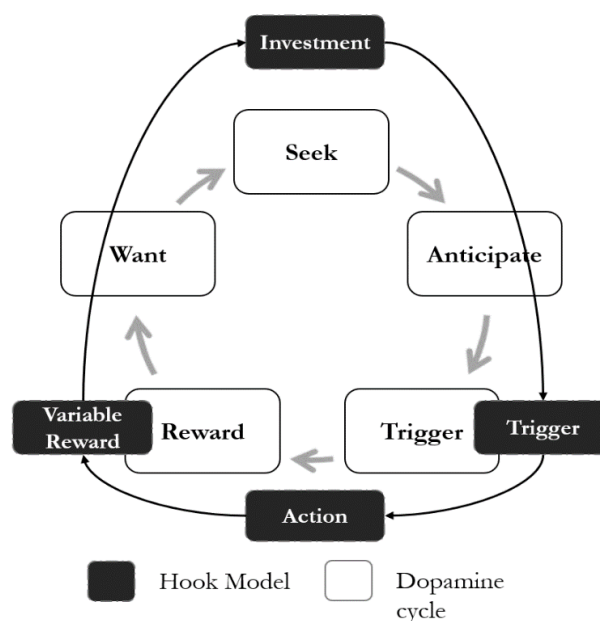 Investment
Seek
Want
Anticipate
Variable
Reward
Reward
Trigger
Trigger
Action
Hook Model
Dopamine
cycle